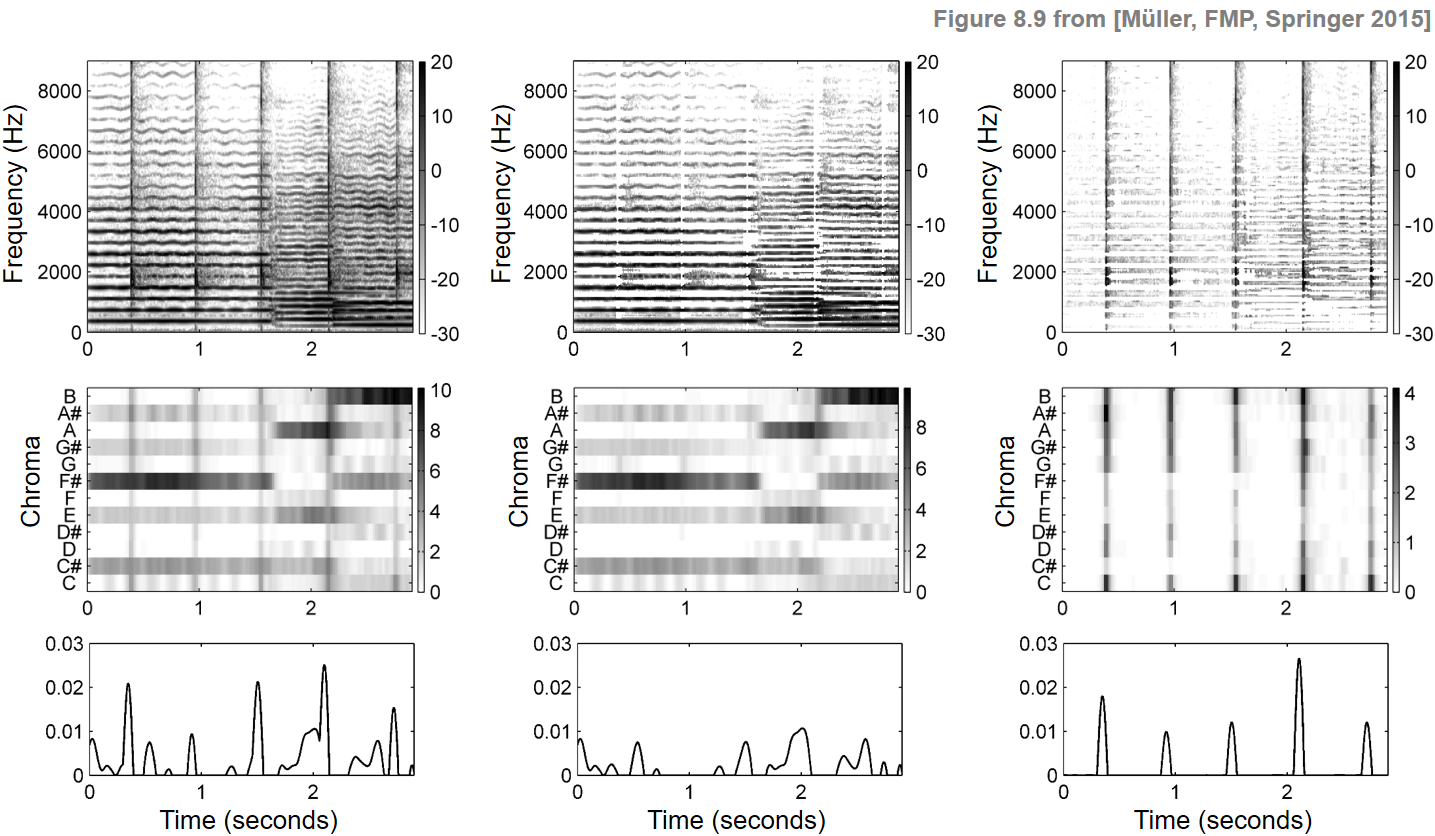 Figure 8.9 from [Müller, FMP, Springer 2015]
Frequency (Hz)
8000
6000
4000
2000
0
0 1 2
20
10
0
-10
-20
-30
Frequency (Hz)
8000
6000
4000
2000
0
0 1 2
20
10
0
-10
-20
-30
Frequency (Hz)
8000
6000
4000
2000
0
0 1 2
20
10
0
-10
-20
-30
Chroma
B
A#
A
G#
G
F#
F
E
D#
D
C#
C
0 1 2
10
8
6
4
2
0
Chroma
B
A#
A
G#
G
F#
F
E
D#
D
C#
C
0 1 2
8
6
4
2
0
Chroma
B
A#
A
G#
G
F#
F
E
D#
D
C#
C
0 1 2
4
3
2
1
0
0.03
0.02
0.01
0
0 1 2
Time (seconds)
0.03
0.02
0.01
0
0 1 2
Time (seconds)
0.03
0.02
0.01
0
0 1 2
Time (seconds)